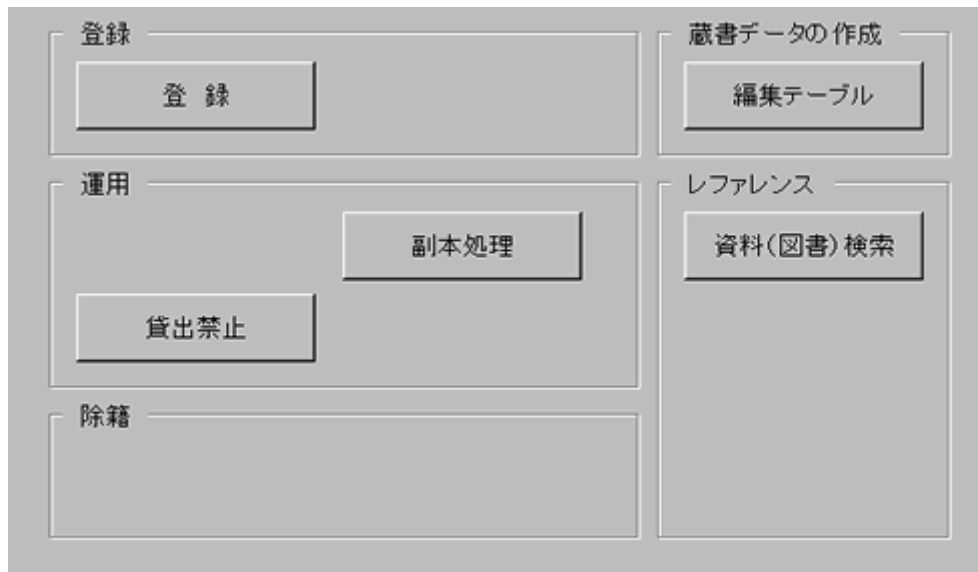 登録
登 録
蔵書データの作成
編集テーブル
運用
副本処理
貸出禁止
レファレンス
資料(図書)検索
除籍